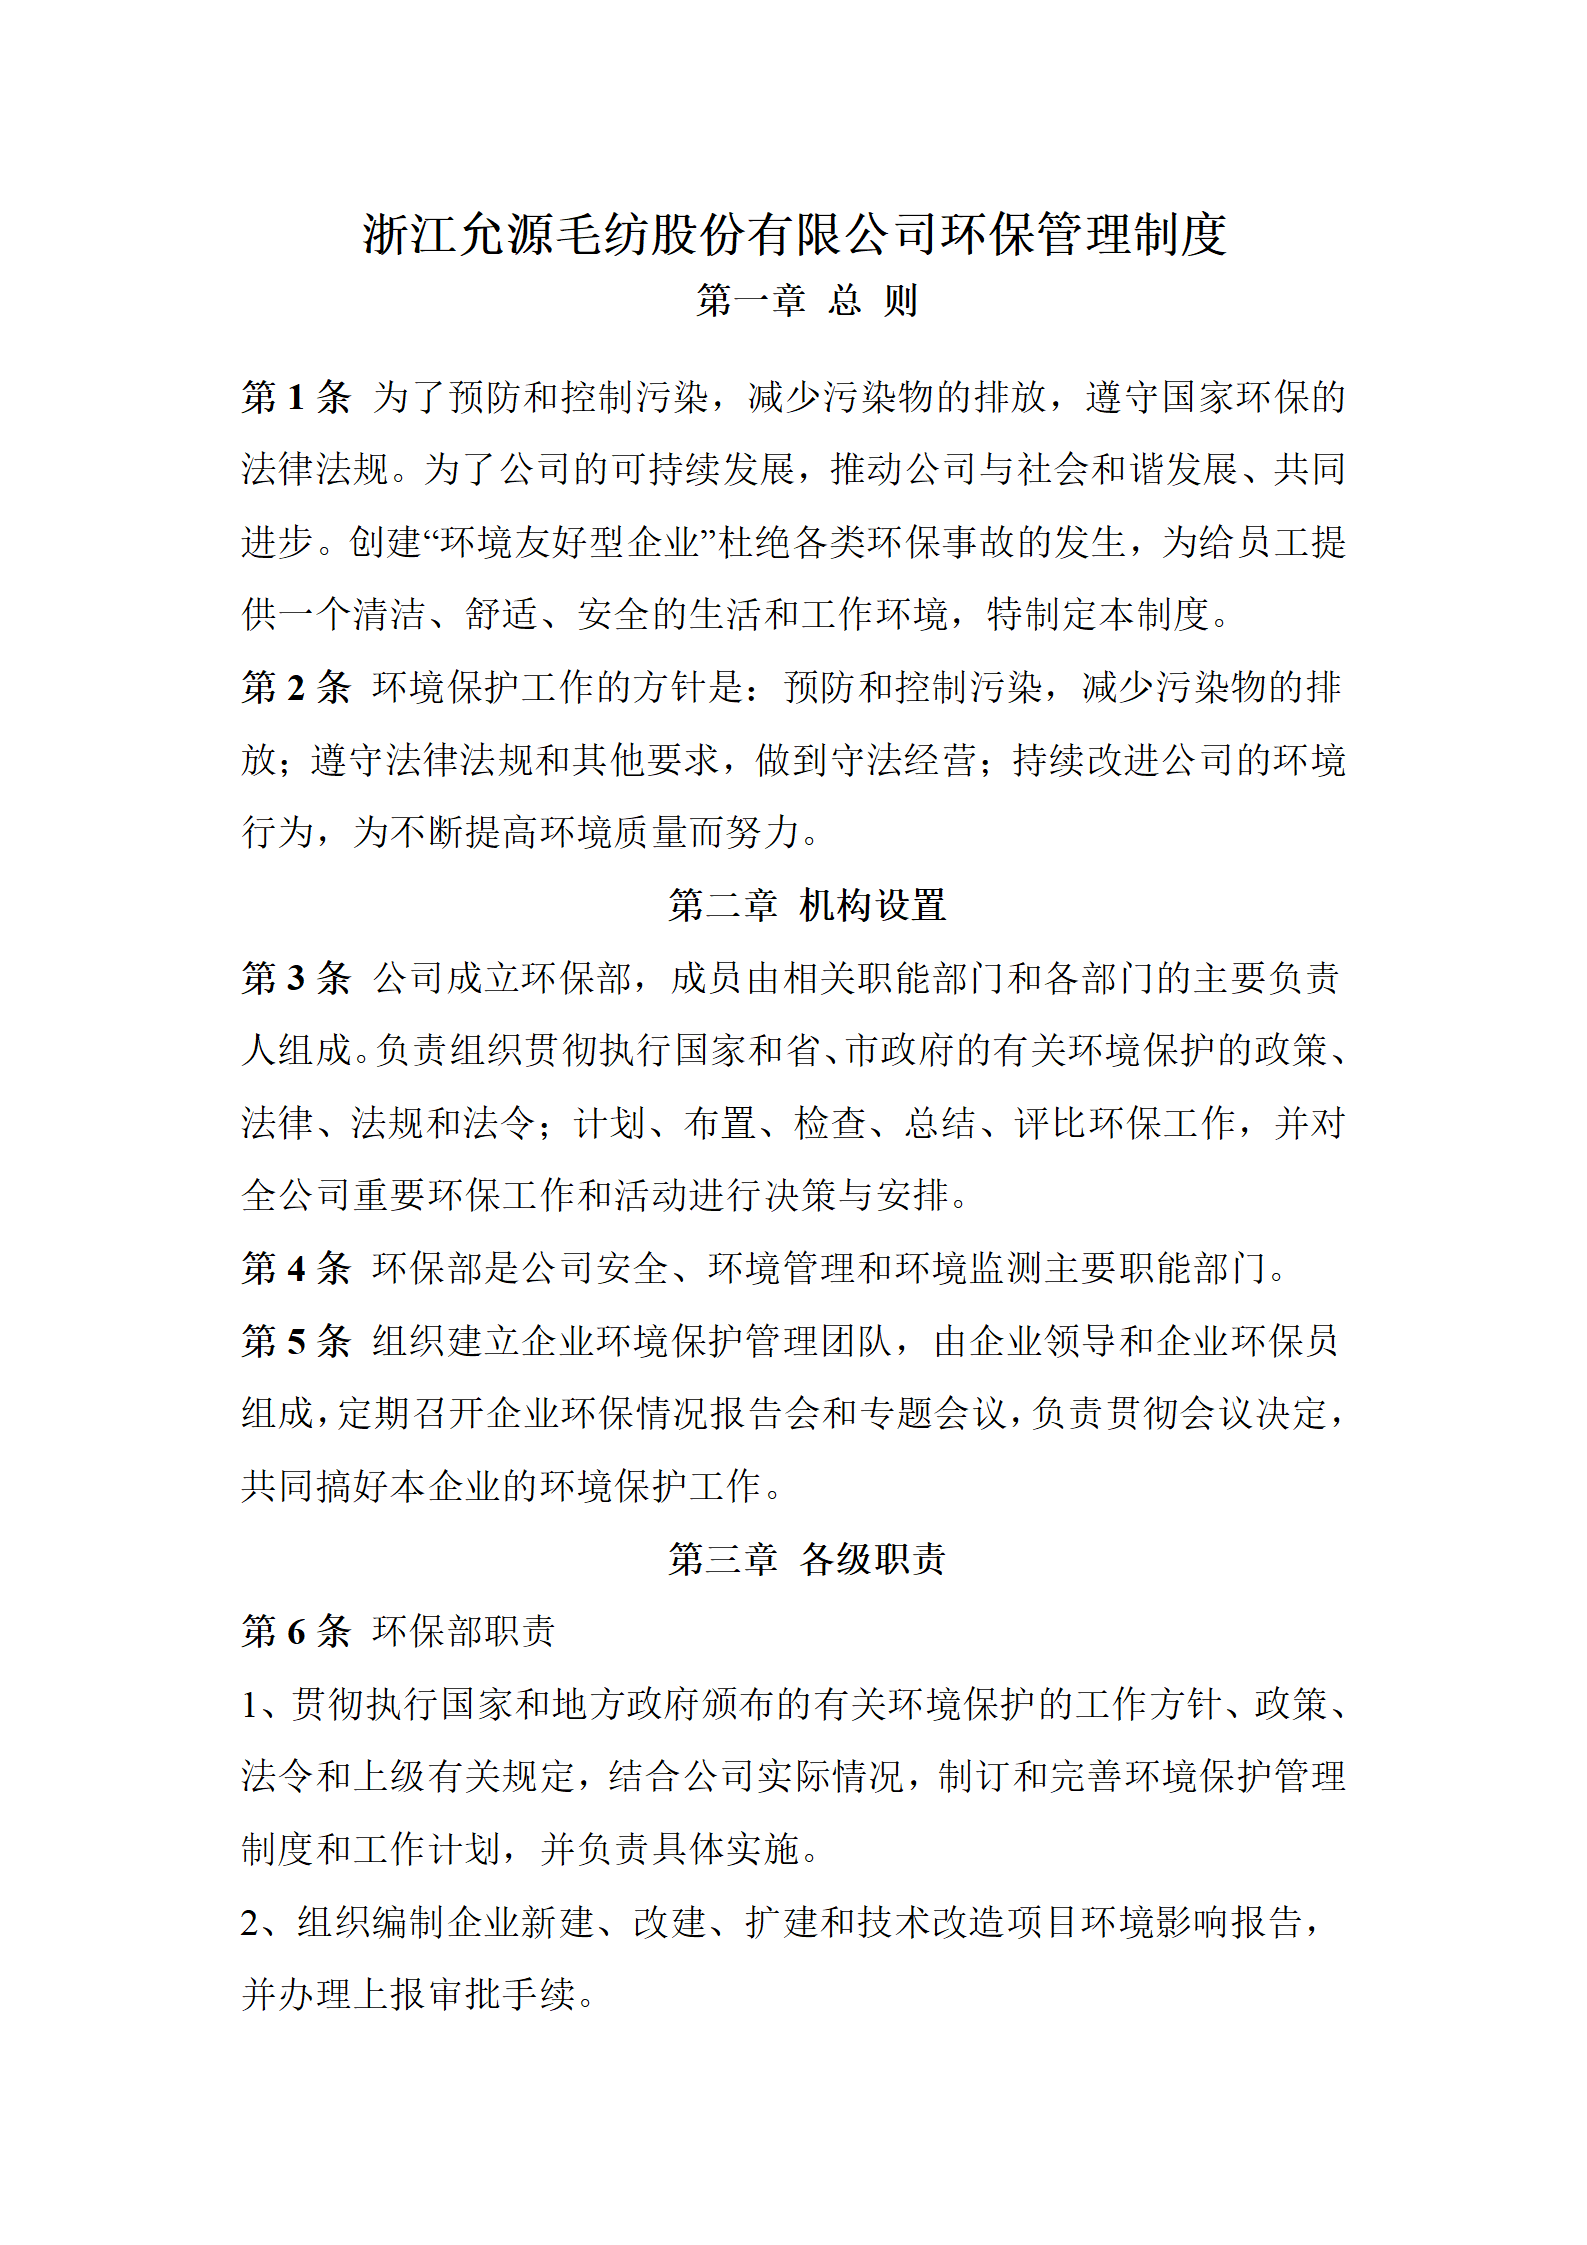 浙江允源毛纺股份有限公司环保管理制度
第一章 总 则
第 1 条 为了预防和控制污染，减少污染物的排放，遵守国家环保的
法律法规。为了公司的可持续发展，推动公司与社会和谐发展、共同
进步。创建“环境友好型企业”杜绝各类环保事故的发生，为给员工提
供一个清洁、舒适、安全的生活和工作环境，特制定本制度。
第 2 条 环境保护工作的方针是：预防和控制污染，减少污染物的排
放；遵守法律法规和其他要求，做到守法经营；持续改进公司的环境
行为，为不断提高环境质量而努力。
第二章 机构设置
第 3 条 公司成立环保部，成员由相关职能部门和各部门的主要负责
人组成。负责组织贯彻执行国家和省、市政府的有关环境保护的政策、
法律、法规和法令；计划、布置、检查、总结、评比环保工作，并对
全公司重要环保工作和活动进行决策与安排。
第 4 条 环保部是公司安全、环境管理和环境监测主要职能部门。
第 5 条 组织建立企业环境保护管理团队，由企业领导和企业环保员
组成，定期召开企业环保情况报告会和专题会议，负责贯彻会议决定，
共同搞好本企业的环境保护工作。
第三章 各级职责
第 6 条 环保部职责
1、贯彻执行国家和地方政府颁布的有关环境保护的工作方针、政策、
法令和上级有关规定，结合公司实际情况，制订和完善环境保护管理
制度和工作计划，并负责具体实施。
2、组织编制企业新建、改建、扩建和技术改造项目环境影响报告，
并办理上报审批手续。